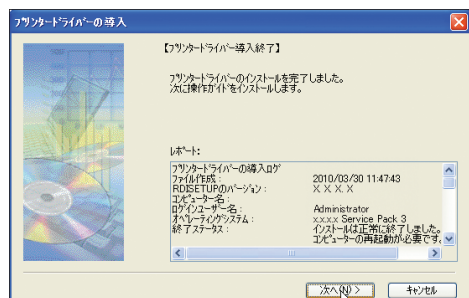 プリンタードライバーの導入
【プリンタードライバー導入終了】
プリンタードライバーのインストールを完了しました。
次に操作ガイドをインストールします。
レポート:
プリンタードライバーの導入ログ
ファイル作成: 2010/03/30 11:47:43
RDISETUPのバージョン: X X X. X
コンピューター名:
ログインユーザー名: Administrator
オペレーティングシステム: x.x.x.x Service Pack 3
終了ステータス: インストールは正常に終了しました。
コンピューターの再起動が必要です。
次へ(N) >
キャンセル